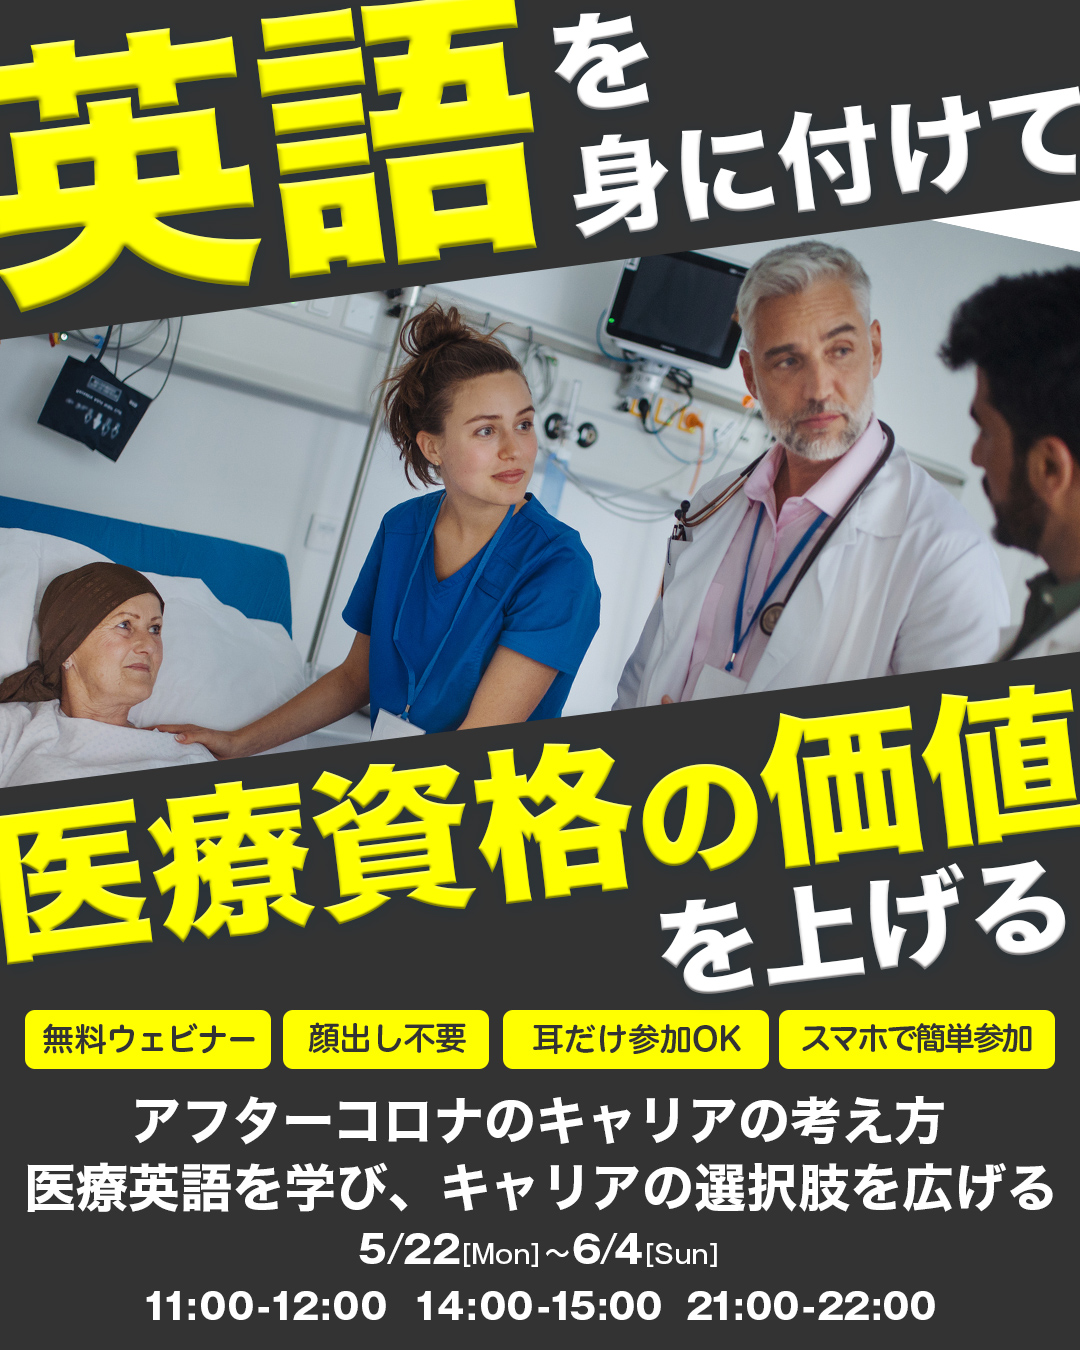 英語を
身に付けて
医療資格の価値
を上げる
無料ウェビナー 顔出し不要 耳だけ参加OK スマホで簡単参加
アフターコロナのキャリアの考え方
医療英語を学び、キャリアの選択肢を広げる
5/22[Mon]～6/4[Sun]
11:00-12:00 14:00-15:00 21:00-22:00